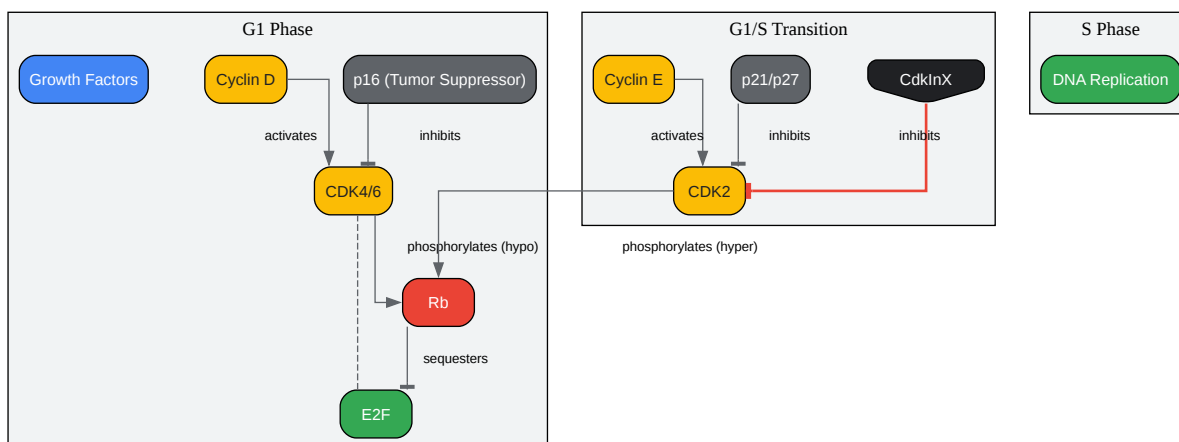 G1 Phase
G1/S Transition
S Phase
Growth Factors
Cyclin D
p16 (Tumor Suppressor)
Cyclin E
p21/p27
CdkInX
DNA Replication
activates
inhibits
activates
inhibits
inhibits
CDK4/6
CDK2
phosphorylates (hypo)
phosphorylates (hyper)
Rb
sequesters
E2F